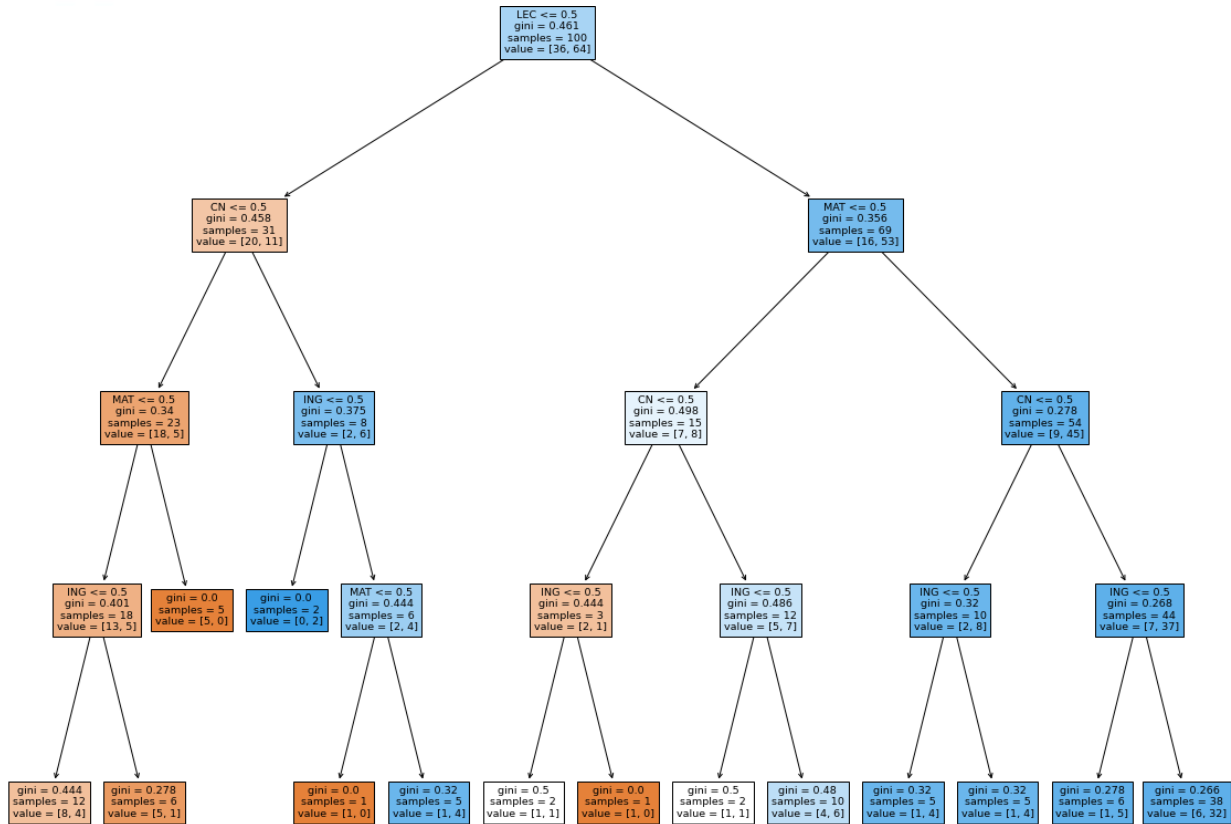 LEC <= 0.5
gini = 0.461
samples = 100
value = [36, 64]
CN <= 0.5
gini = 0.458
samples = 31
value = [20, 11]
MAT <= 0.5
gini = 0.356
samples = 69
value = [16, 53]
MAT <= 0.5
gini = 0.34
samples = 23
value = [18, 5]
ING <= 0.5
gini = 0.375
samples = 8
value = [2, 6]
CN <= 0.5
gini = 0.498
samples = 15
value = [7, 8]
CN <= 0.5
gini = 0.278
samples = 54
value = [9, 45]
ING <= 0.5
gini = 0.401
samples = 18
value = [13, 5]
gini = 0.0
samples = 5
value = [5, 0]
gini = 0.0
samples = 2
value = [0, 2]
MAT <= 0.5
gini = 0.444
samples = 6
value = [2, 4]
ING <= 0.5
gini = 0.444
samples = 3
value = [2, 1]
ING <= 0.5
gini = 0.486
samples = 12
value = [5, 7]
ING <= 0.5
gini = 0.32
samples = 10
value = [2, 8]
ING <= 0.5
gini = 0.268
samples = 44
value = [7, 37]
gini = 0.444
samples = 12
value = [8, 4]
gini = 0.278
samples = 6
value = [5, 1]
gini = 0.0
samples = 1
value = [1, 0]
gini = 0.32
samples = 5
value = [1, 4]
gini = 0.5
samples = 2
value = [1, 1]
gini = 0.0
samples = 1
value = [1, 0]
gini = 0.5
samples = 2
value = [1, 1]
gini = 0.48
samples = 10
value = [4, 6]
gini = 0.32
samples = 5
value = [1, 4]
gini = 0.32
samples = 5
value = [1, 4]
gini = 0.278
samples = 6
value = [1, 5]
gini = 0.266
samples = 38
value = [6, 32]